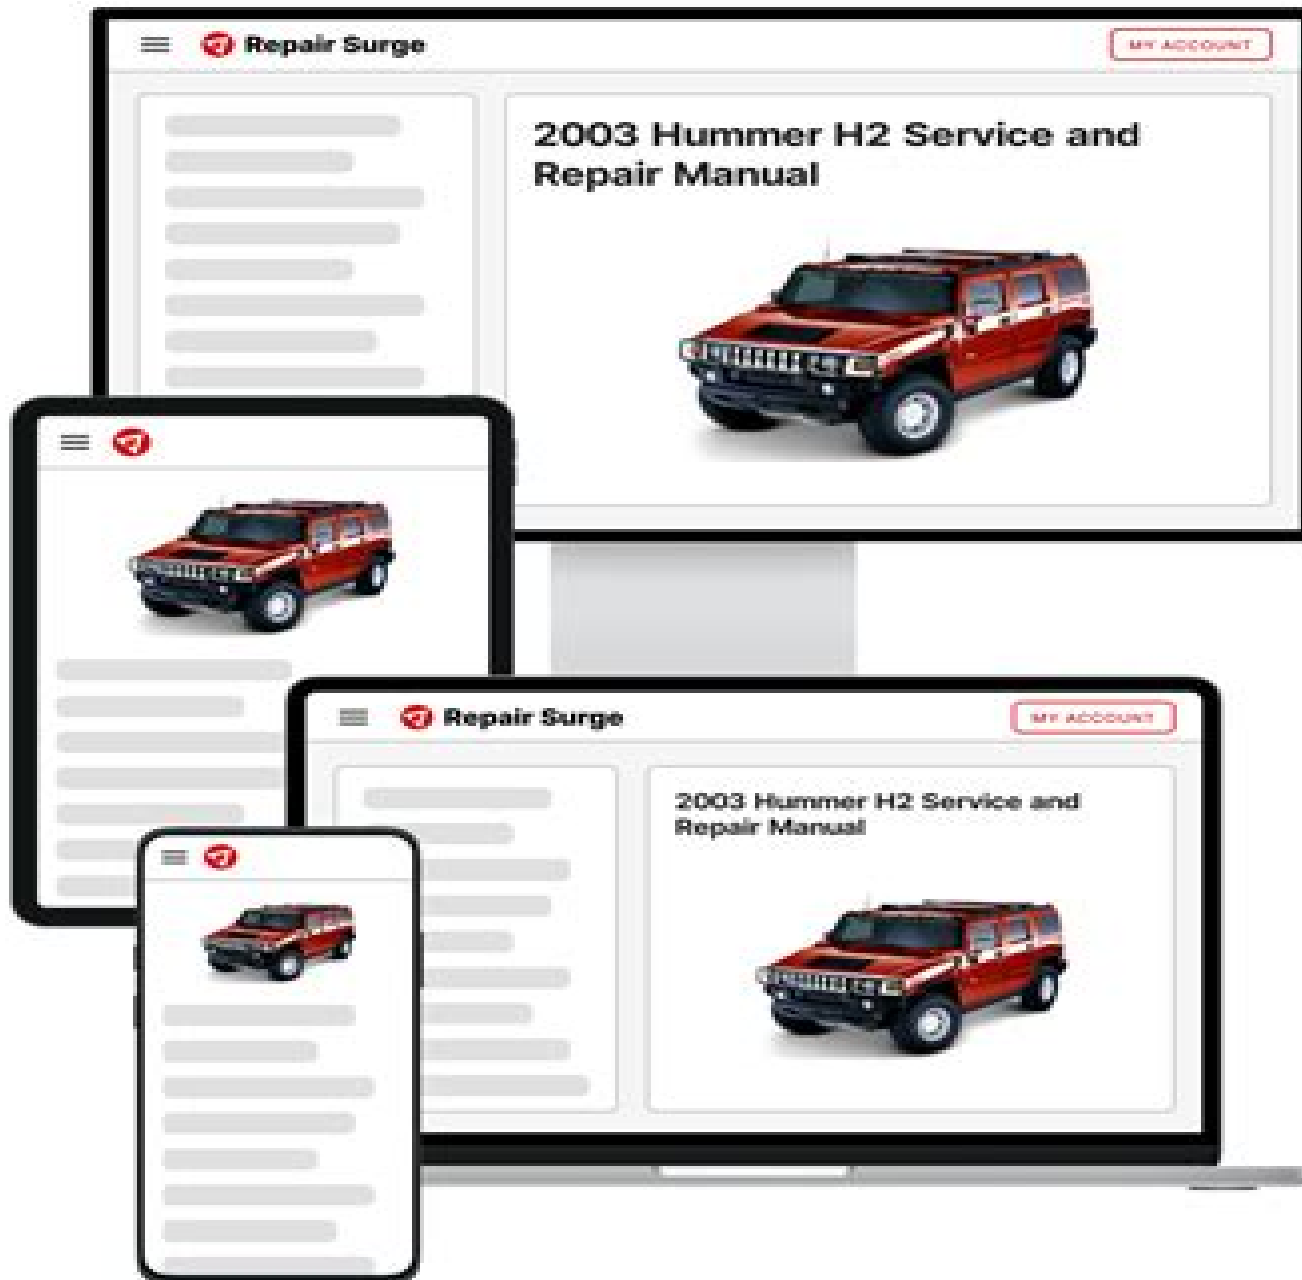 Repair Surge
MY ACCOUNT
2003 Hummer H2 Service and
Repair Manual
Repair Surge
MY ACCOUNT
2003 Hummer H2 Service and
Repair Manual